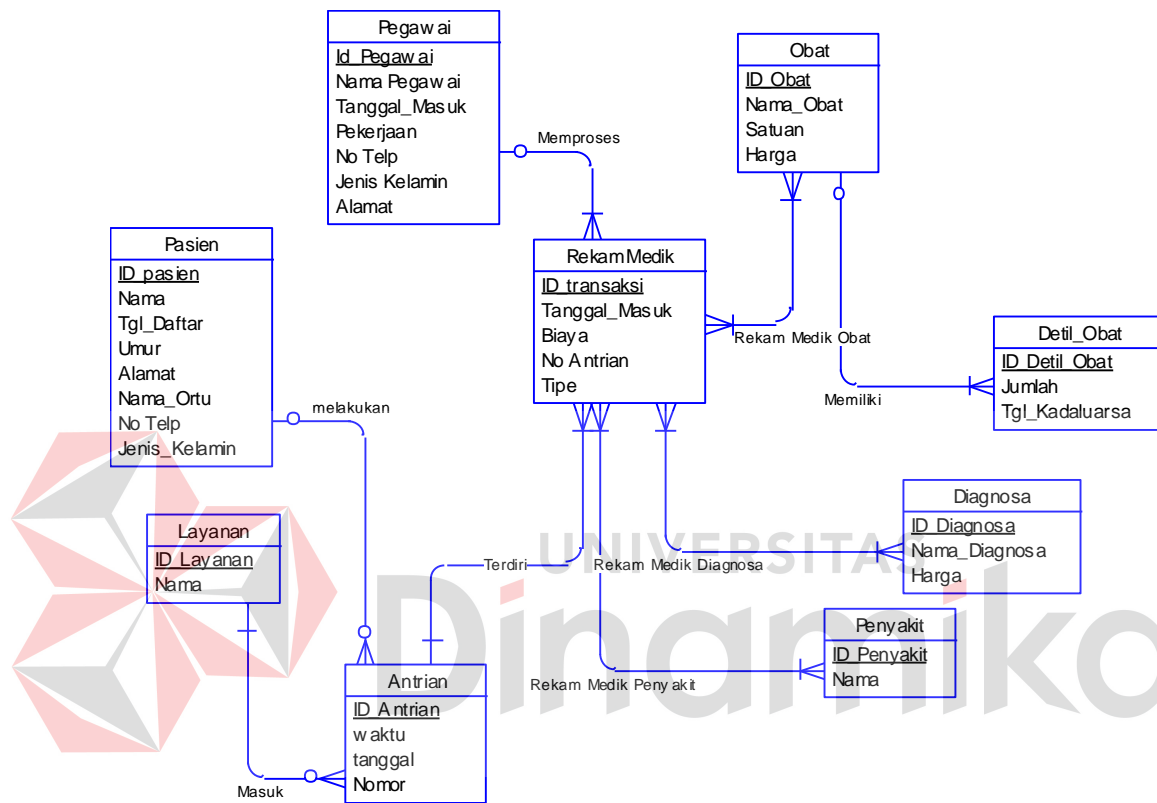 Pegawai
Id_Pegawai
Nama Pegawai
Tanggal_Masuk
Pekerjaan
No Telp
Jenis Kelamin
Alamat
Memproses
Obat
ID_Obat
Nama_Obat
Satuan
Harga
Pasien
ID_pasien
Nama
Tgl_Daftar
Umur
Alamat
Nama_Ortu
No Telp
Jenis_Kelamin
melakukan
Rekam Medik
ID_transaksi
Tanggal_Masuk
Biaya
No Antrian
Tipe
Rekam Medik Obat
Detil_Obat
ID_Detil_Obat
Jumlah
Tgl_Kadaluarsa
Memiliki
Layanan
ID_Layanan
Nama
Terdiri
Rekam Medik Diagnosa
Diagnosa
ID_Diagnosa
Nama_Diagnosa
Harga
UNIVERSITAS
Dinamika
Penyakit
ID_Penyakit
Nama
Rekam Medik Penyakit
Antrian
ID_Antrian
waktu
tanggal
Nomor
Masuk